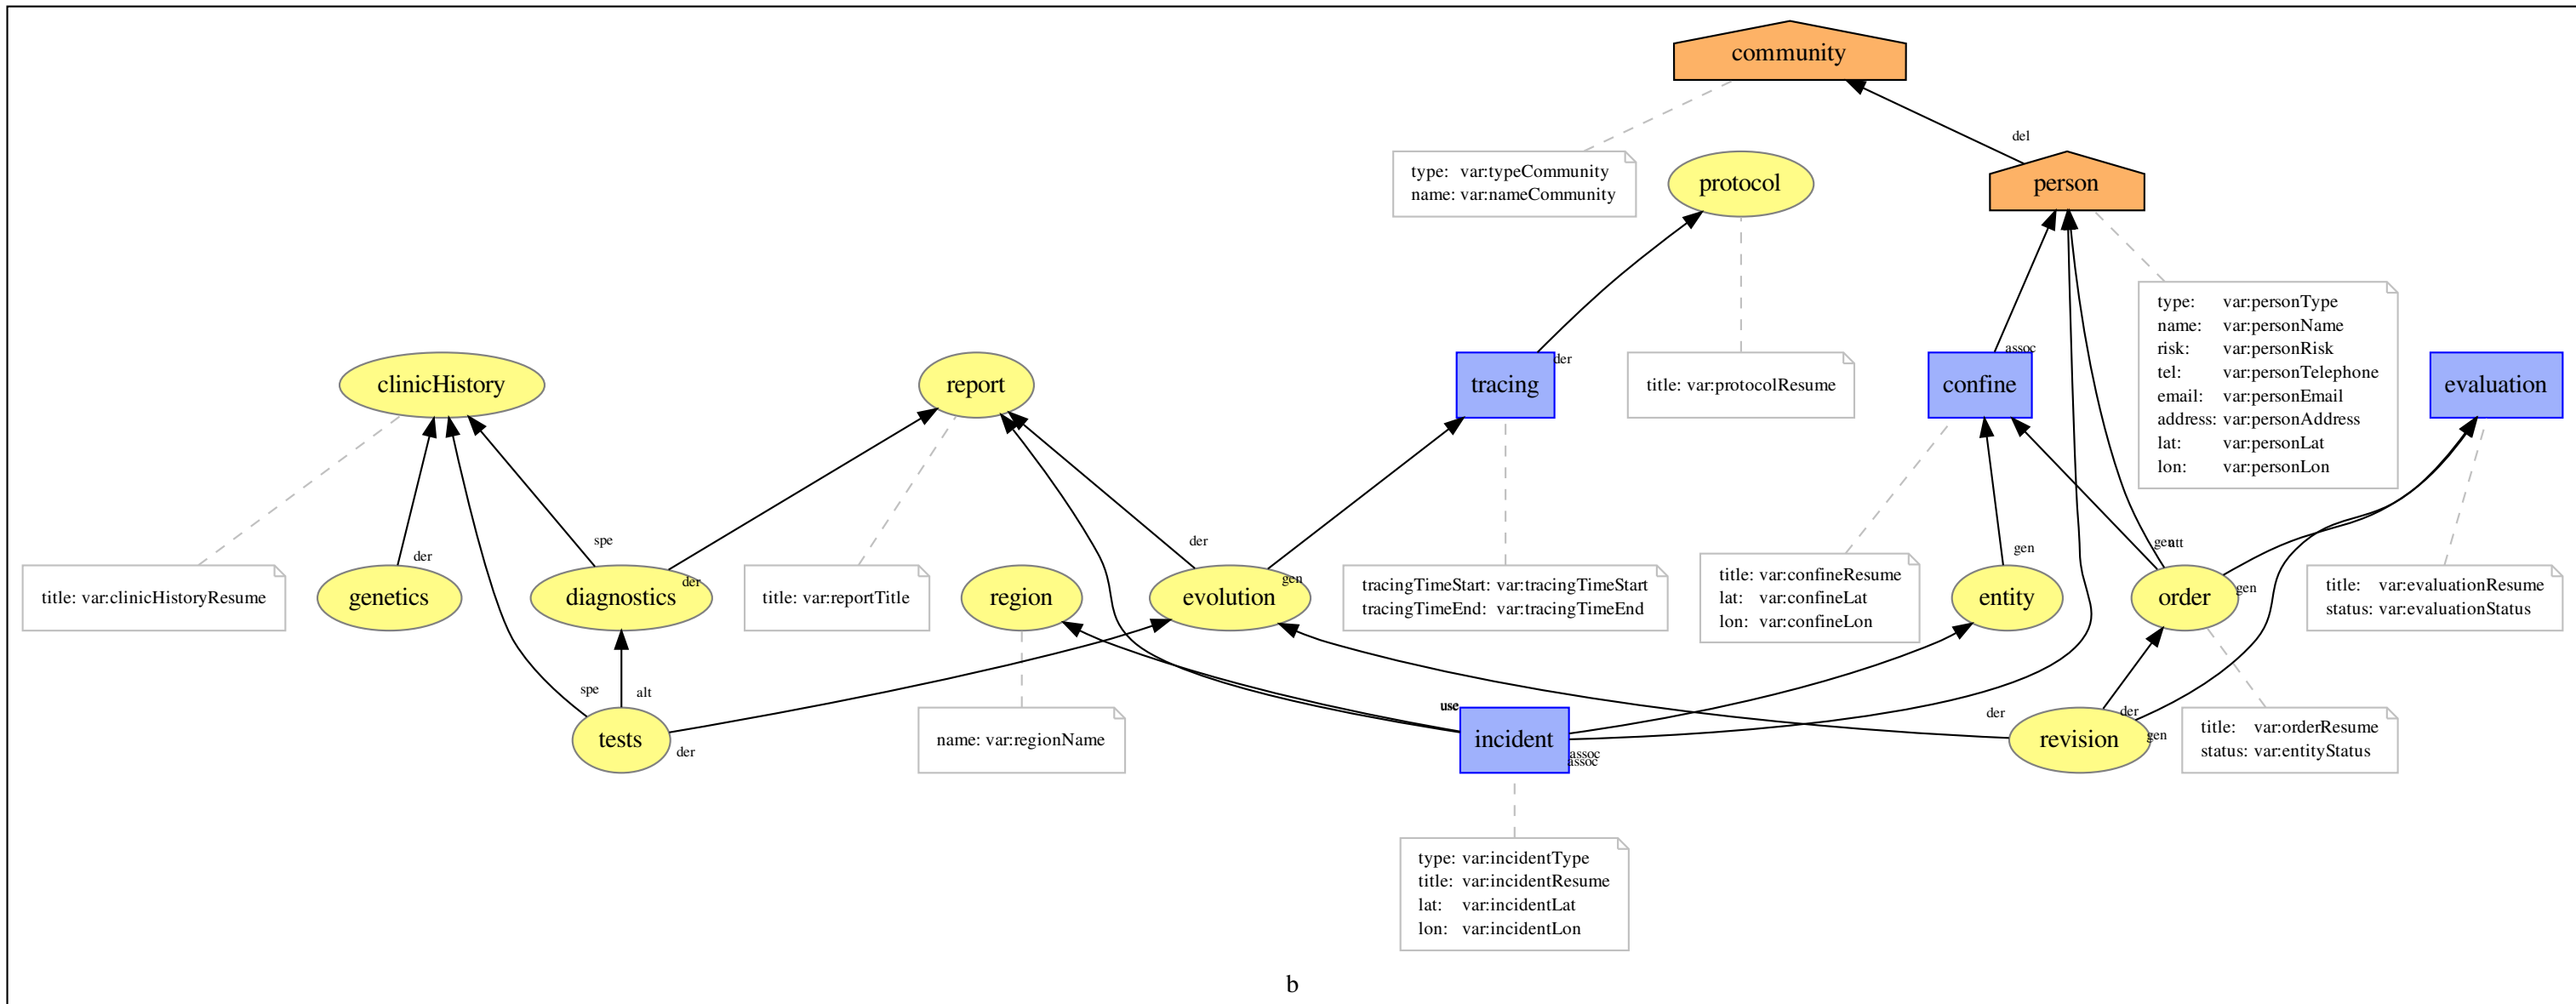 community
del
type: var:typeCommunity
name: var:nameCommunity
protocol
person
type: var:personType
name: var:personName
risk: var:personRisk
tel: var:personTelephone
email: var:personEmail
address: var:personAddress
lat: var:personLat
lon: var:personLon
clinicHistory
report
tracing
der
title: var:protocolResume
assoc
confine
evaluation
der
spe
der
der
gen
gen
gen
att
gen
title: var:clinicHistoryResume
genetics
diagnostics
title: var:reportTitle
region
evolution
tracingTimeStart: var:tracingTimeStart
tracingTimeEnd: var:tracingTimeEnd
title: var:confineResume
lat: var:confineLat
lon: var:confineLon
entity
order
title: var:evaluationResume
status: var:evaluationStatus
spe
alt
use
use
der
der
gen
tests
der
name: var:regionName
incident
assoc
assoc
revision
title: var:orderResume
status: var:entityStatus
type: var:incidentType
title: var:incidentResume
lat: var:incidentLat
lon: var:incidentLon
b